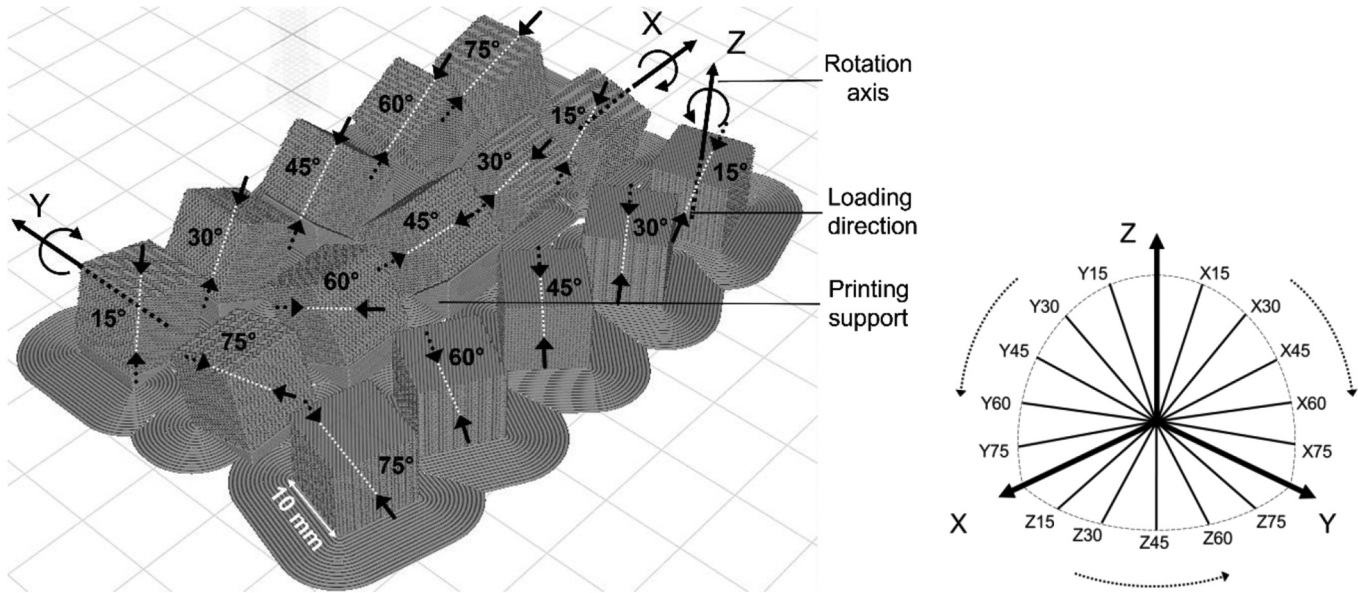 75°
X
Z
Rotation
axis
60°
15°
45°
30°
15°
Y
30°
45°
30°
Loading
direction
60°
45°
Printing
support
15°
75°
60°
75°
10 mm
Z
Y15
X15
Y30
X30
Y45
X45
Y60
X60
Y75
X75
X
Z15
Z30
Z45
Z60
Z75
Y